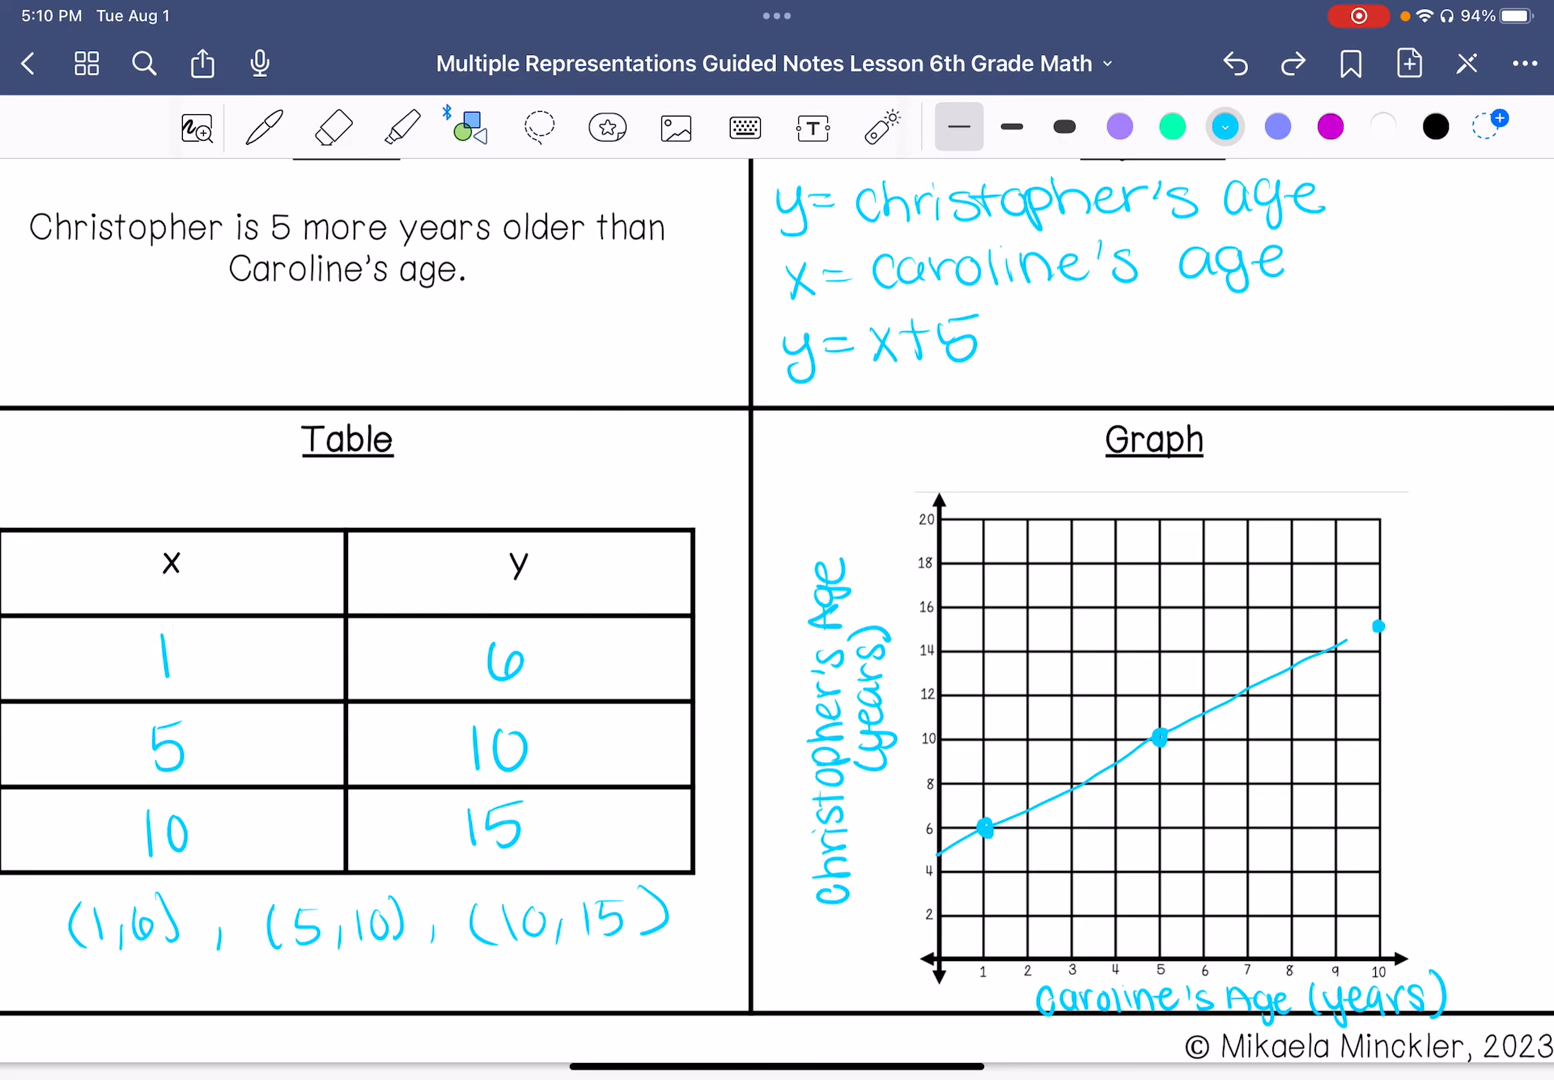 5:10 PM Tue Aug 1
94%
Multiple Representations Guided Notes Lesson 6th Grade Math
T
Christopher is 5 more years older than
Caroline's age.
y= christopher's age
x= caroline's age
y= x+5
Table
x y
1 6
5 10
10 15
(1,6), (5,10), (10,15)
Graph
Christopher's Age
(years)
20
18
16
14
12
10
8
6
4
2
1 2 3 4 5 6 7 8 9 10
Caroline's Age (years)
© Mikaela Minckler, 2023